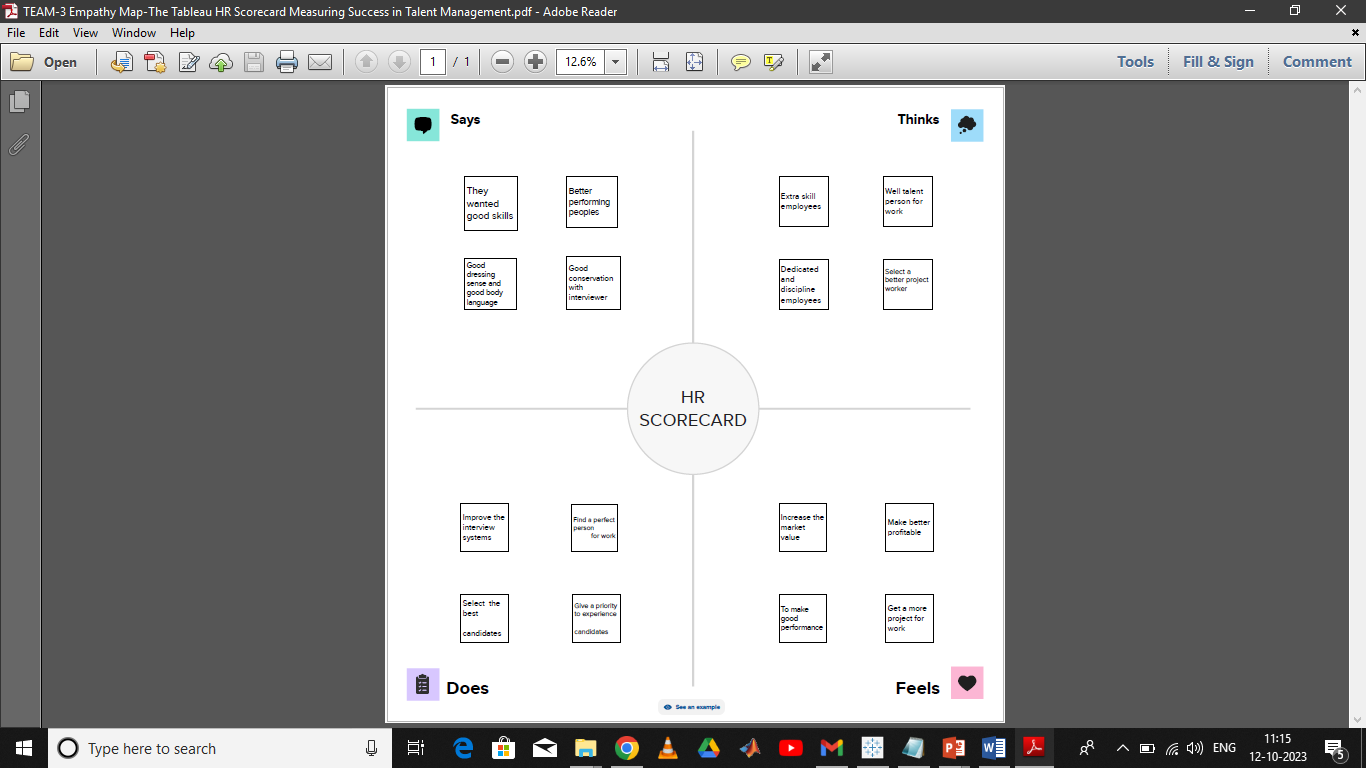 TEAM-3 Empathy Map-The Tableau HR Scorecard Measuring Success in Talent Management.pdf - Adobe Reader
File Edit View Window Help
Open
1 / 1
12.6%
Tools
Fill & Sign
Comment
Says
Thinks
They
wanted
good skills
Better
performing
peoples
Extra skill
employees
Well talent
person for
work
Good
dressing
sense and
good body
language
Good
conservation
with
interviewer
Dedicated
and
discipline
employees
Select a
better project
worker
HR
SCORECARD
Improve the
interview
systems
Find a perfect
person
for work
Increase the
market
value
Make better
profitable
Select the
best
candidates
Give a priority
to experience
candidates
To make
good
performance
Get a more
project for
work
Does
Feels
See an example
Type here to search
ENG
11:15
12-10-2023
5